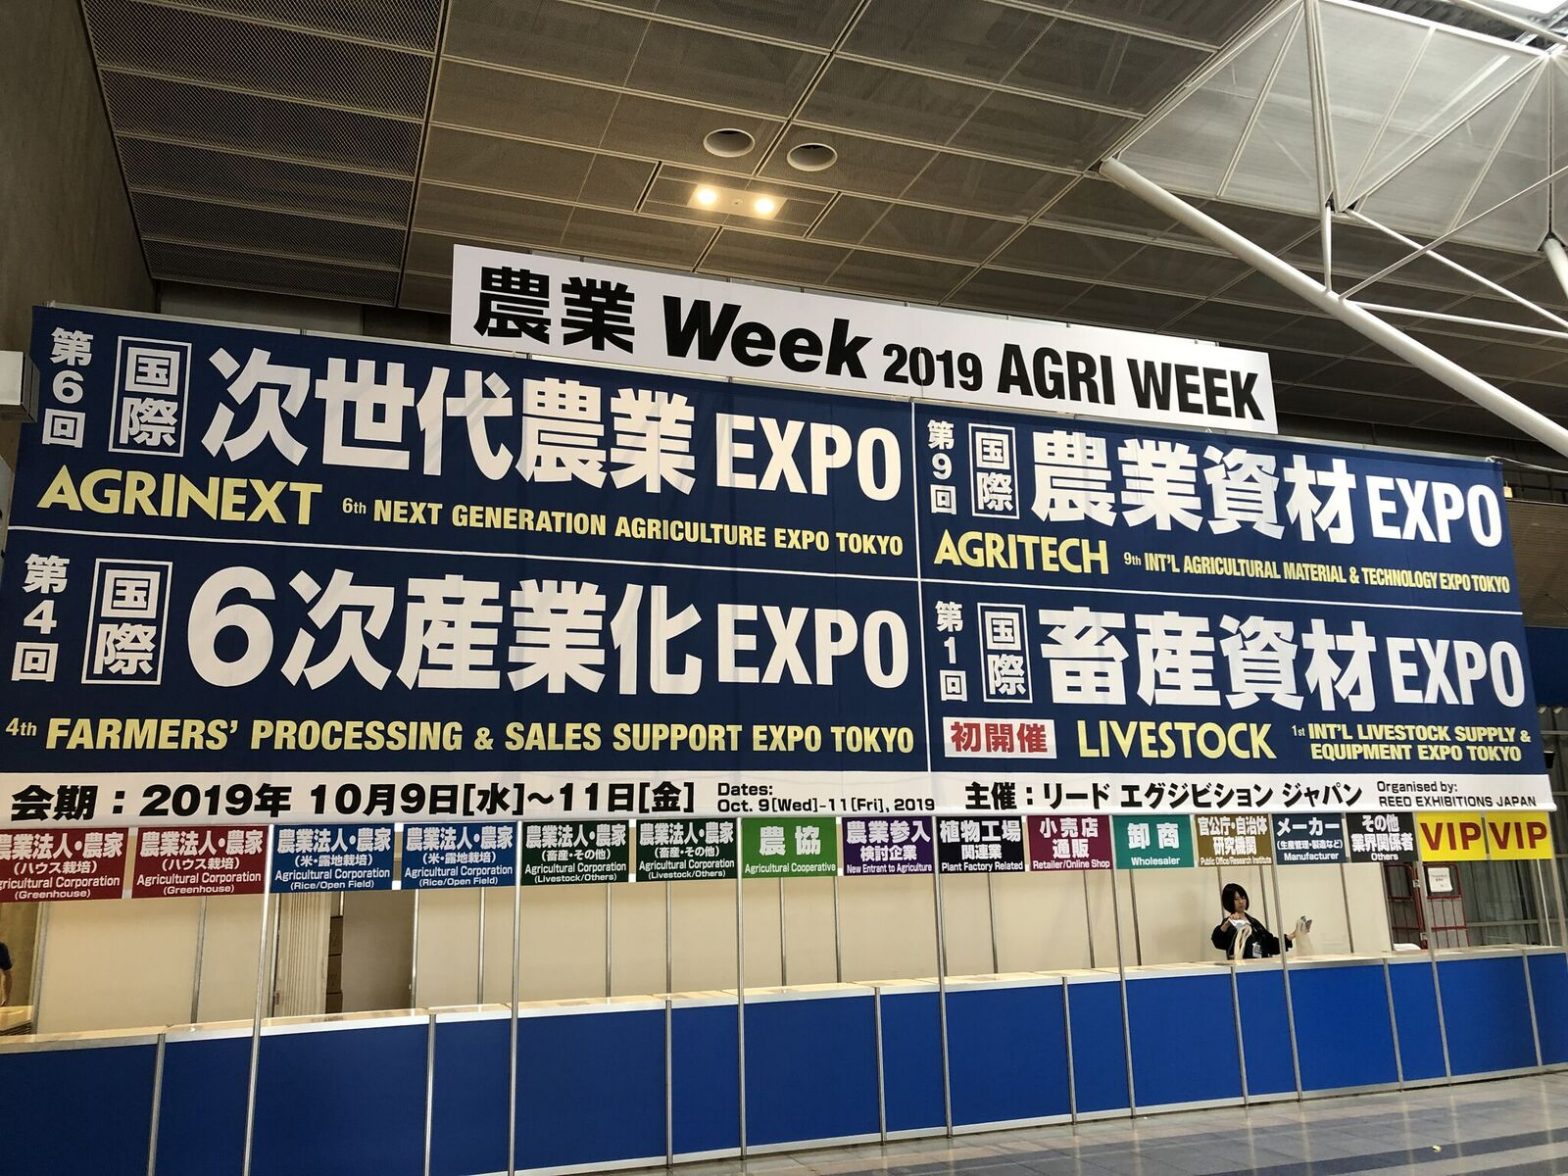 農業 Week 2019 AGRI WEEK
第6回 国際 次世代農業 EXPO
AGRINEXT 6th NEXT GENERATION AGRICULTURE EXPO TOKYO
第9回 国際 農業資材 EXPO
AGRITECH 9th INT'L AGRICULTURAL MATERIAL & TECHNOLOGY EXPO TOKYO
第4回 国際 6次産業化 EXPO
4th FARMERS' PROCESSING & SALES SUPPORT EXPO TOKYO
第1回 国際 畜産資材 EXPO
初開催 LIVESTOCK 1st INT'L LIVESTOCK SUPPLY &
EQUIPMENT EXPO TOKYO
会期：2019年 10月9日[水]～11日[金] Dates:
Oct. 9[Wed]-11[Fri], 2019
主催：リード エグジビション ジャパン Organised by:
REED EXHIBITIONS JAPAN
農業法人・農家
(ハウス栽培)
Agricultural Corporation
(Greenhouse)
農業法人・農家
(ハウス栽培)
Agricultural Corporation
(Greenhouse)
農業法人・農家
(米・露地栽培)
Agricultural Corporation
(Rice/Open Field)
農業法人・農家
(米・露地栽培)
Agricultural Corporation
(Rice/Open Field)
農業法人・農家
(畜産・その他)
Agricultural Corporation
(Livestock/Others)
農業法人・農家
(畜産・その他)
Agricultural Corporation
(Livestock/Others)
農協
Agricultural Cooperative
農業参入
検討企業
New Entrant to Agriculture
植物工場
関連業
Plant Factory Related
小売店
通販
Retailer/Online Shop
卸商
Wholesaler
官公庁・自治体
研究機関
メーカー
Manufacturer
その他
業界関係者
Others
VIP
VIP